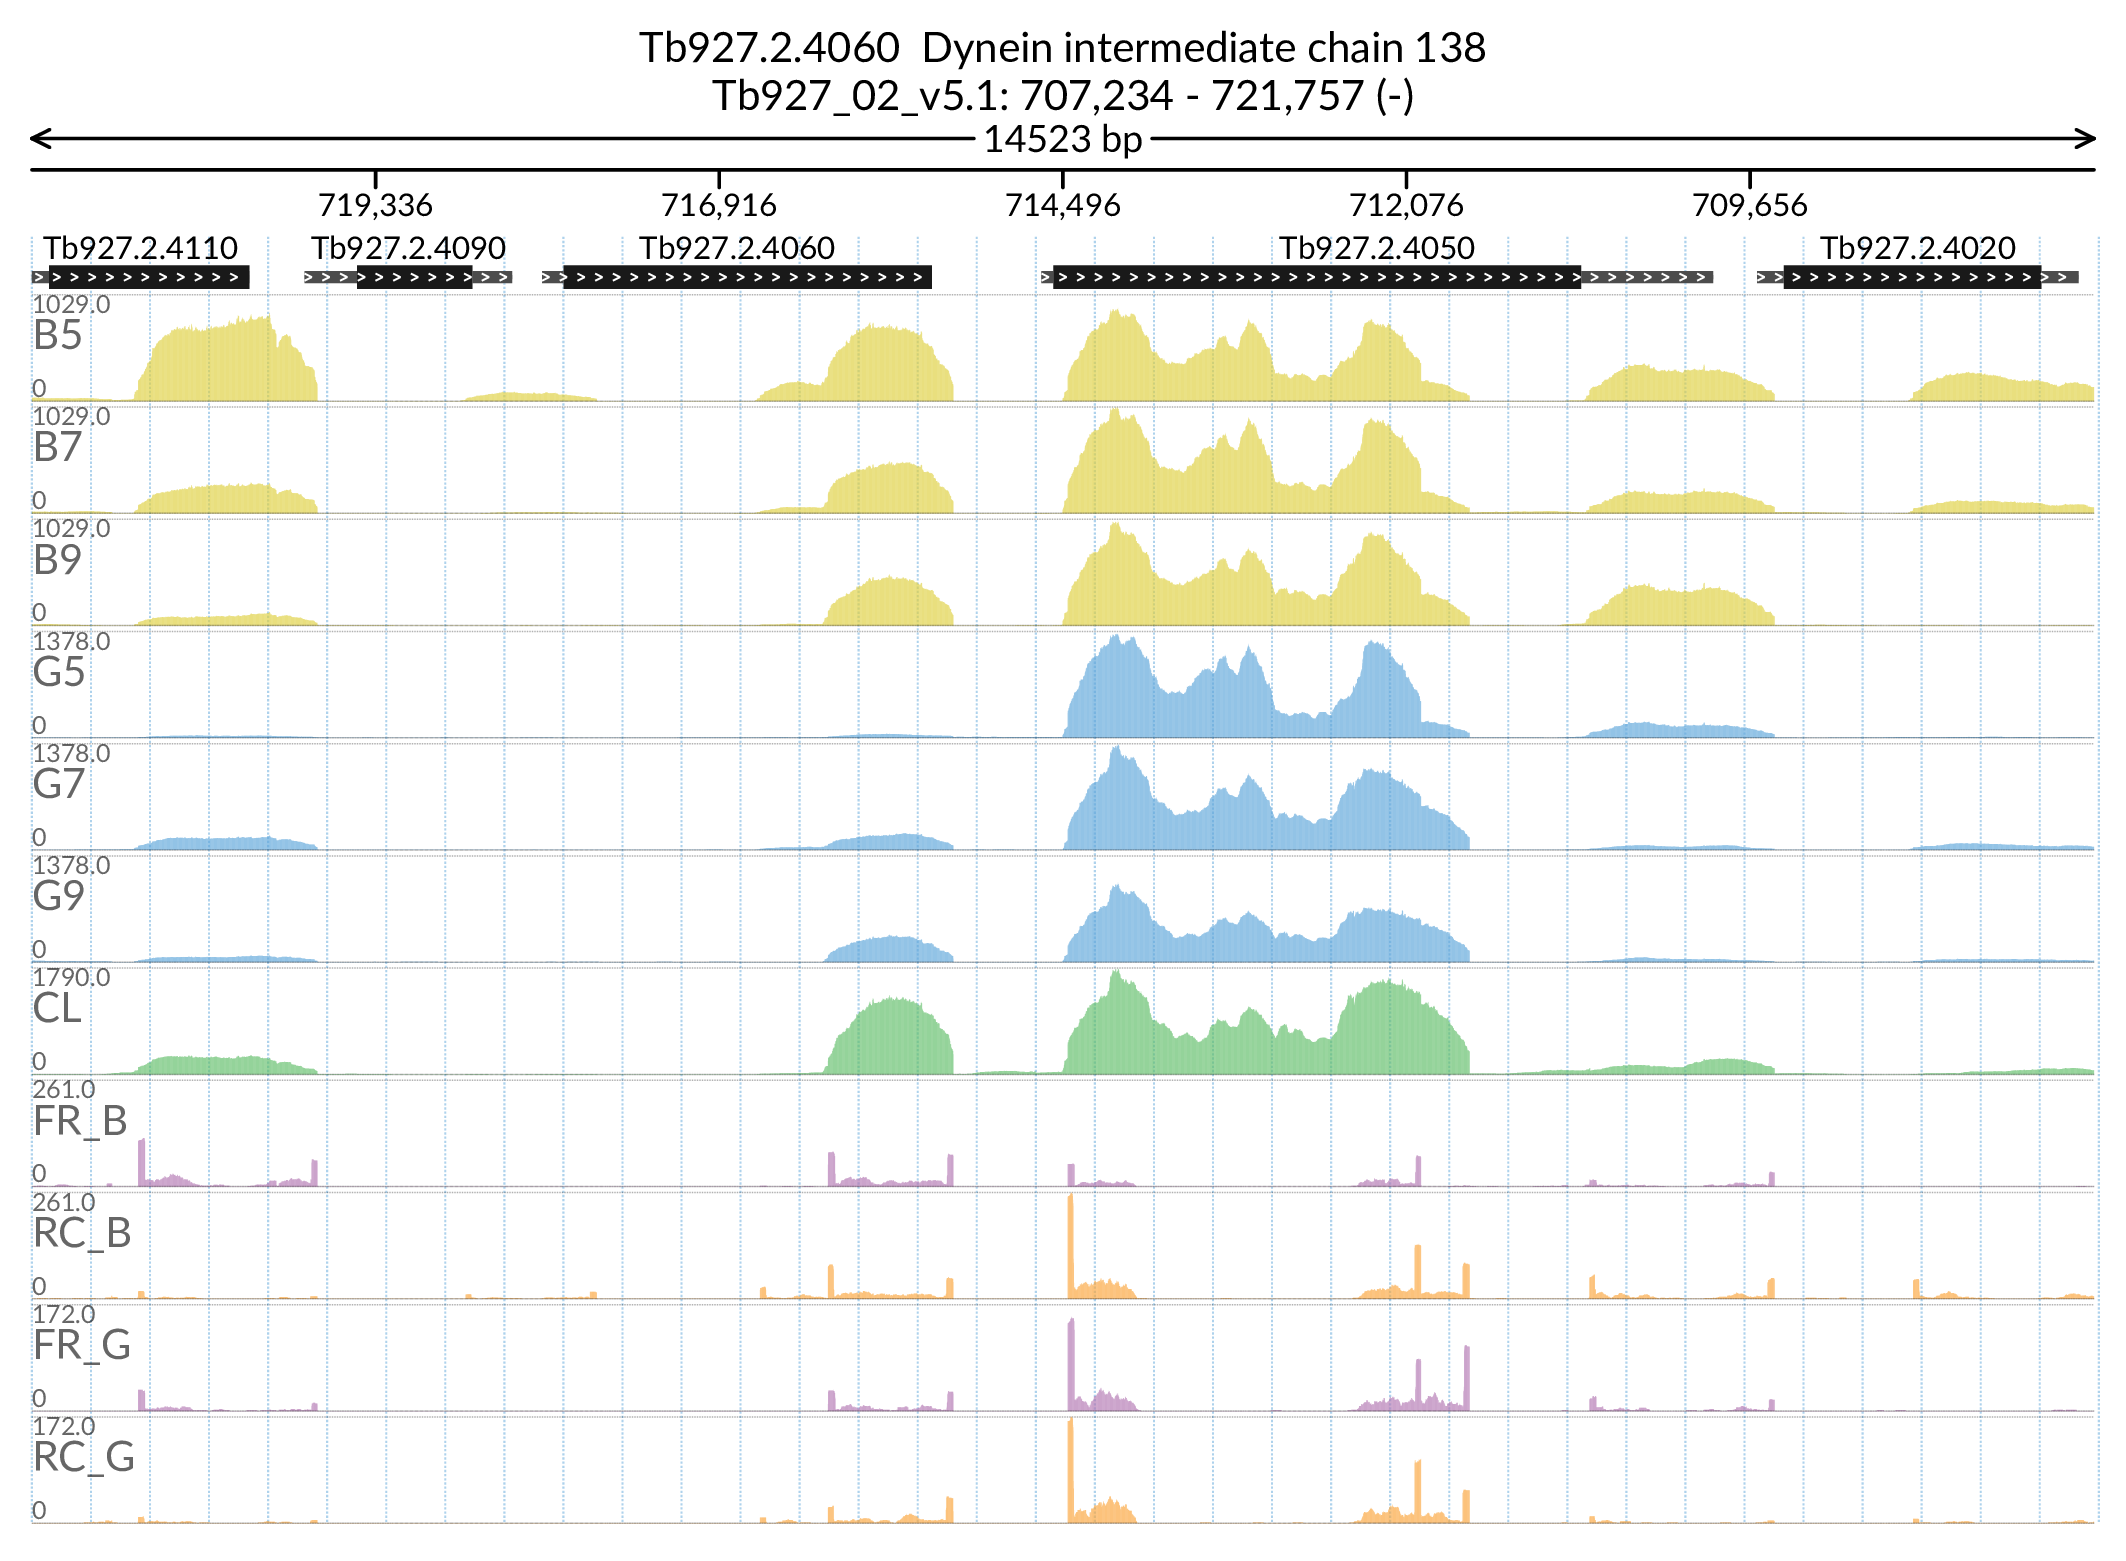 Tb927.2.4060  Dynein intermediate chain 138
Tb927_02_v5.1: 707,234 - 721,757 (-)
14523 bp
719,336 716,916 714,496 712,076 709,656
Tb927.2.4110 Tb927.2.4090 Tb927.2.4060 Tb927.2.4050 Tb927.2.4020
1029.0
B5
0
1029.0
B7
0
1029.0
B9
0
1378.0
G5
0
1378.0
G7
0
1378.0
G9
0
1790.0
CL
0
261.0
FR_B
0
261.0
RC_B
0
172.0
FR_G
0
172.0
RC_G
0